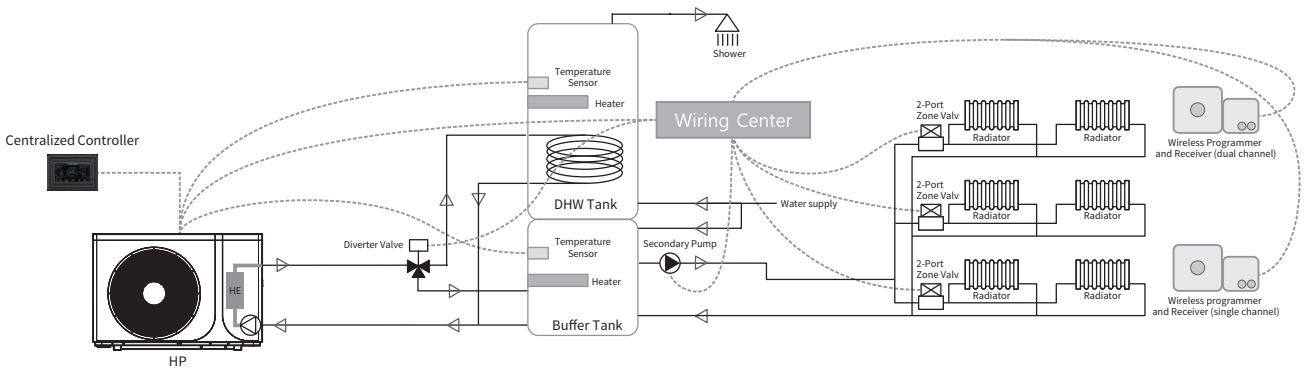 Shower
Temperature
Sensor
Heater
Wiring Center
2-Port
Zone Valv
Radiator
Radiator
Wireless Programmer
and Receiver (dual channel)
Centralized Controller
DHW Tank
Water supply
2-Port
Zone Valv
Radiator
Radiator
Diverter Valve
Temperature
Sensor
Secondary Pump
Heater
HE
2-Port
Zone Valv
Radiator
Radiator
Wireless programmer
and Receiver (single channel)
Buffer Tank
HP